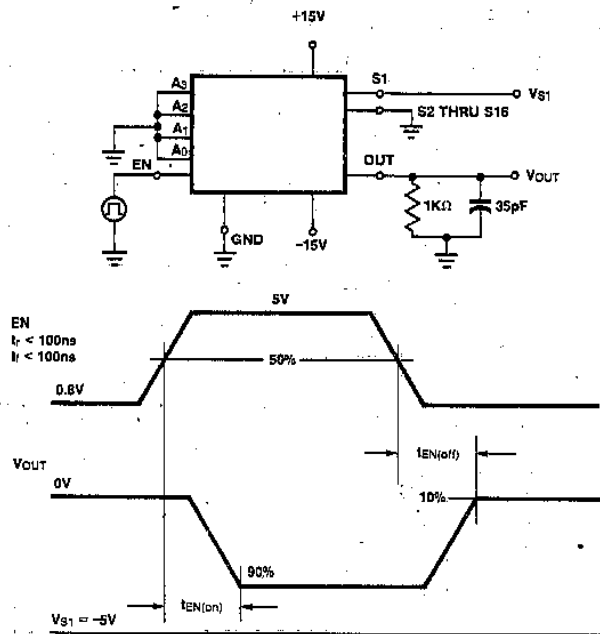 +15V
A3
A2
A1
A0
EN
S1
VS1
S2 THRU S16
OUT
VOUT
1KΩ
35pF
GND
-15V
EN
tr < 100ns
tf < 100ns
5V
50%
0.8V
tEN(off)
VOUT
0V
10%
90%
tEN(on)
VS1 = -5V